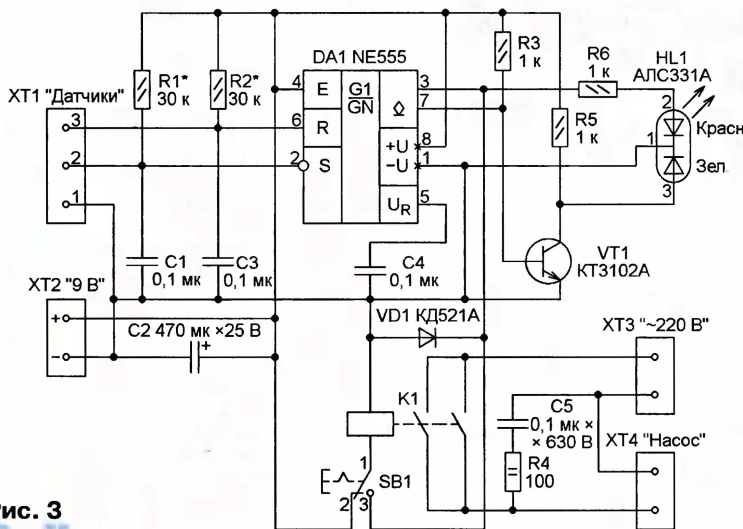 DA1 NE555
XT1 "Датчики"
R1*
30 к
R2*
30 к
R3
1 к
R6
1 к
HL1
АЛС331А
R5
1 к
Красн
Зел
4
E
G1
GN
3
7
6
R
2
S
+U
8
-U
1
UR
5
3
2
1
2
1
3
C1
0,1 мк
C3
0,1 мк
C4
0,1 мк
VT1
КТ3102А
XT2 "9 В"
+
−
C2 470 мк ×25 В
+
VD1 КД521А
XT3 "~220 В"
K1
C5
0,1 мк ×
× 630 В
XT4 "Насос"
R4
100
1
2
3
SB1
ис. 3